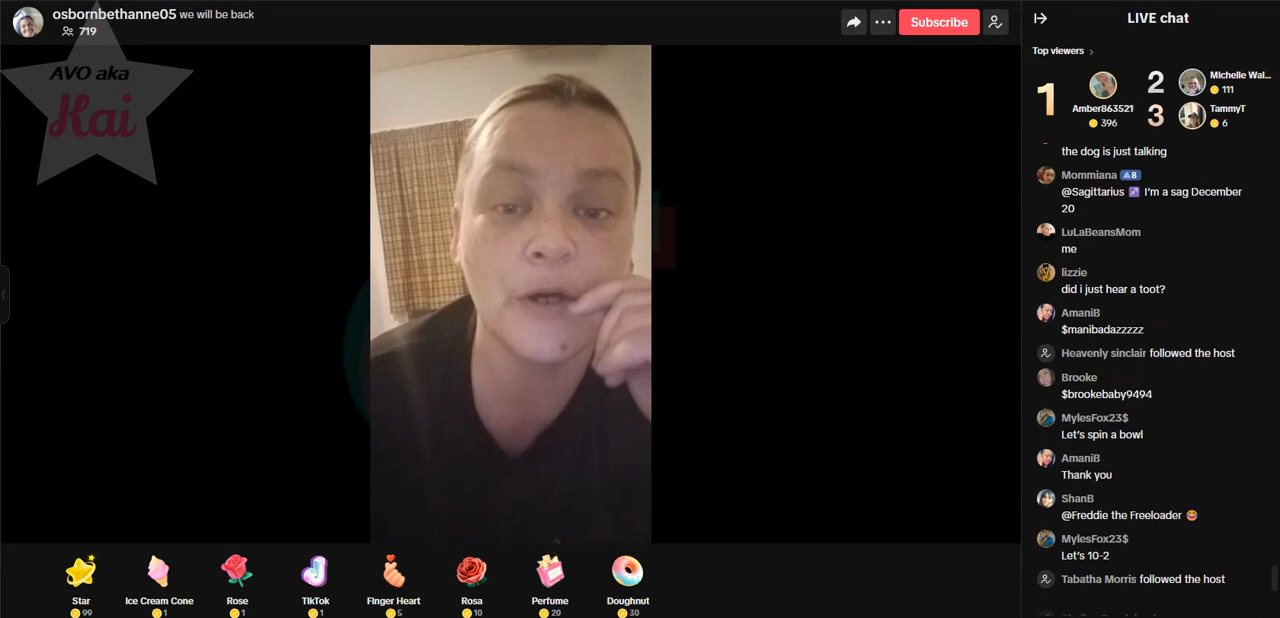 osbornbethanne05 we will be back
719
Subscribe
AVO aka
Kai
LIVE chat
Top viewers
1
Amber863521
396
2
Michelle Wal...
111
3
TammyT
6
the dog is just talking
Mommiana 8
@Sagittarius ♐ I'm a sag December
20
LuLaBeansMom
me
lizzie
did i just hear a toot?
AmaniB
$manibadazzzzz
Heavenly sinclair followed the host
Brooke
$brookebaby9494
MylesFox23$
Let's spin a bowl
AmaniB
Thank you
ShanB
@Freddie the Freeloader 😂
MylesFox23$
Let's 10-2
Tabatha Morris followed the host
Star
99
Ice Cream Cone
1
Rose
1
TikTok
1
Finger Heart
5
Rosa
10
Perfume
20
Doughnut
30